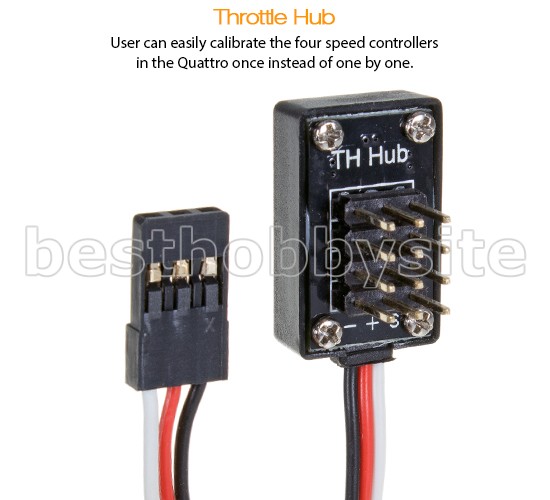 Throttle Hub
User can easily calibrate the four speed controllers
in the Quattro once instead of one by one.
TH Hub
besthobbysite
X
- + S